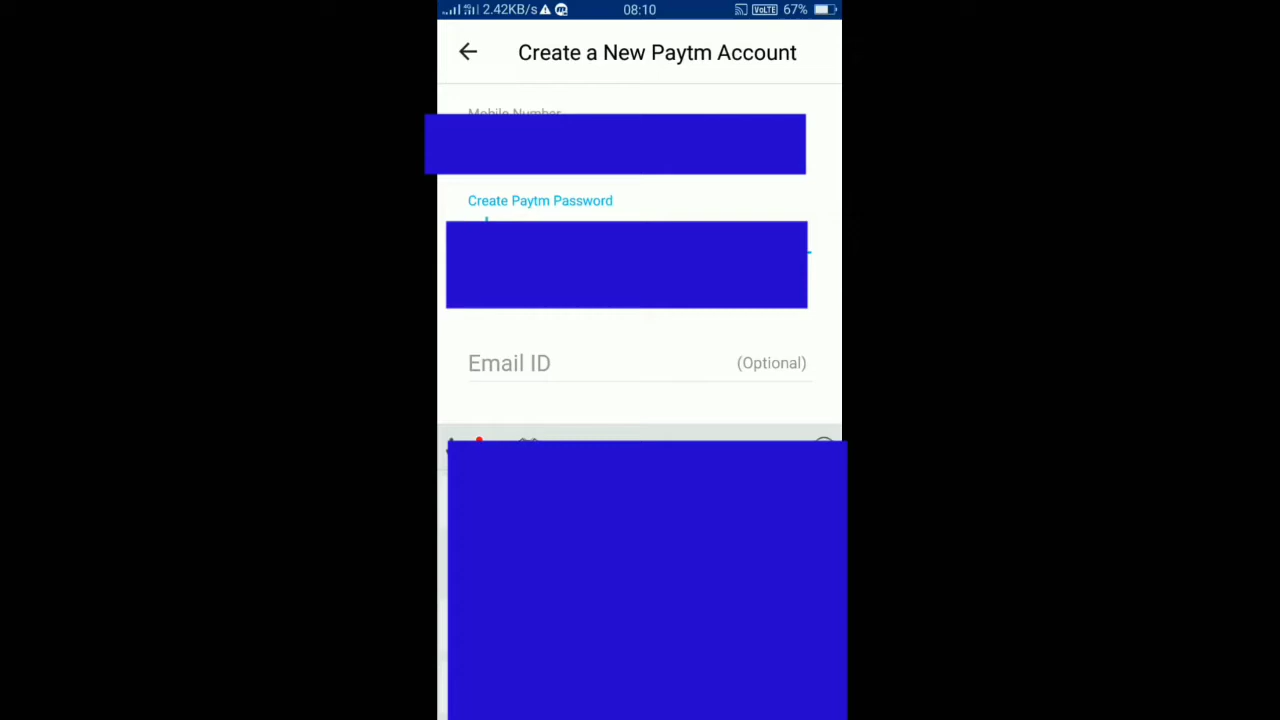 2.42KB/s 08:10 VoLTE 67%
Create a New Paytm Account
Mobile Number
Create Paytm Password
Email ID (Optional)